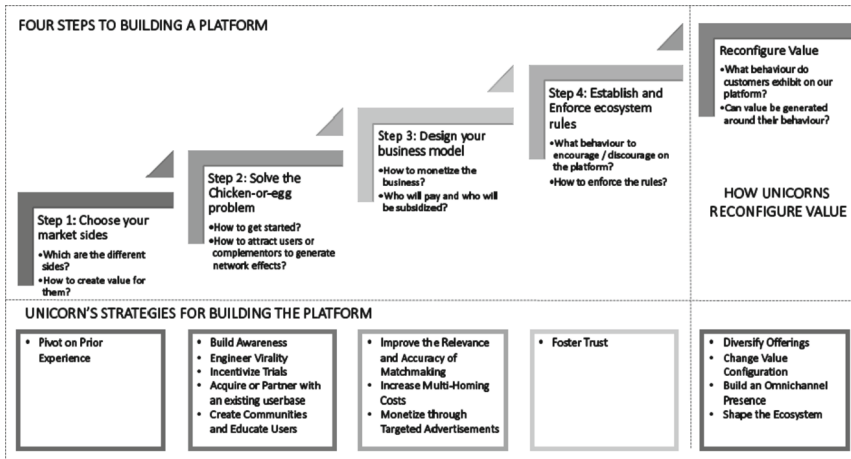 FOUR STEPS TO BUILDING A PLATFORM
Step 1: Choose your
market sides
•Which are the different
sides?
•How to create value for
them?
Step 2: Solve the
Chicken-or-egg
problem
•How to get started?
•How to attract users or
complementors to generate
network effects?
Step 3: Design your
business model
•How to monetize the
business?
•Who will pay and who will
be subsidized?
Step 4: Establish and
Enforce ecosystem
rules
•What behaviour to
encourage / discourage on
the platform?
•How to enforce the rules?
Reconfigure Value
•What behaviour do
customers exhibit on our
platform?
•Can value be generated
around their behaviour?
HOW UNICORNS
RECONFIGURE VALUE
UNICORN'S STRATEGIES FOR BUILDING THE PLATFORM
• Pivot on Prior
Experience
• Build Awareness
• Engineer Virality
• Incentivize Trials
• Acquire or Partner with
an existing userbase
• Create Communities
and Educate Users
• Improve the Relevance
and Accuracy of
Matchmaking
• Increase Multi-Homing
Costs
• Monetize through
Targeted Advertisements
• Foster Trust
• Diversify Offerings
• Change Value
Configuration
• Build an Omnichannel
Presence
• Shape the Ecosystem